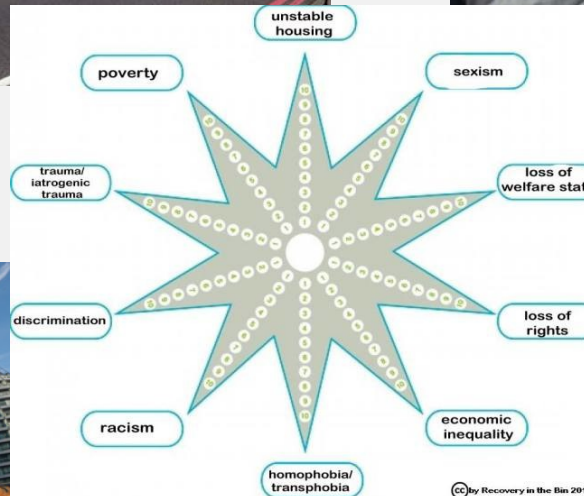 unstable
housing
poverty
sexism
trauma/
iatrogenic
trauma
loss of
welfare stat
discrimination
loss of
rights
racism
economic
inequality
homophobia/
transphobia
cc by Recovery in the Bin 201